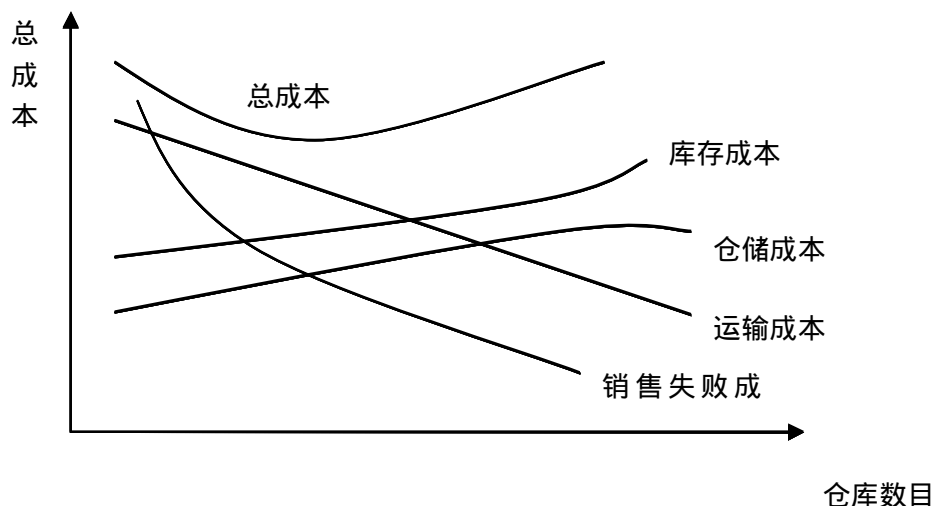 总
成
本
总成本
库存成本
仓储成本
运输成本
销售失败成
仓库数目